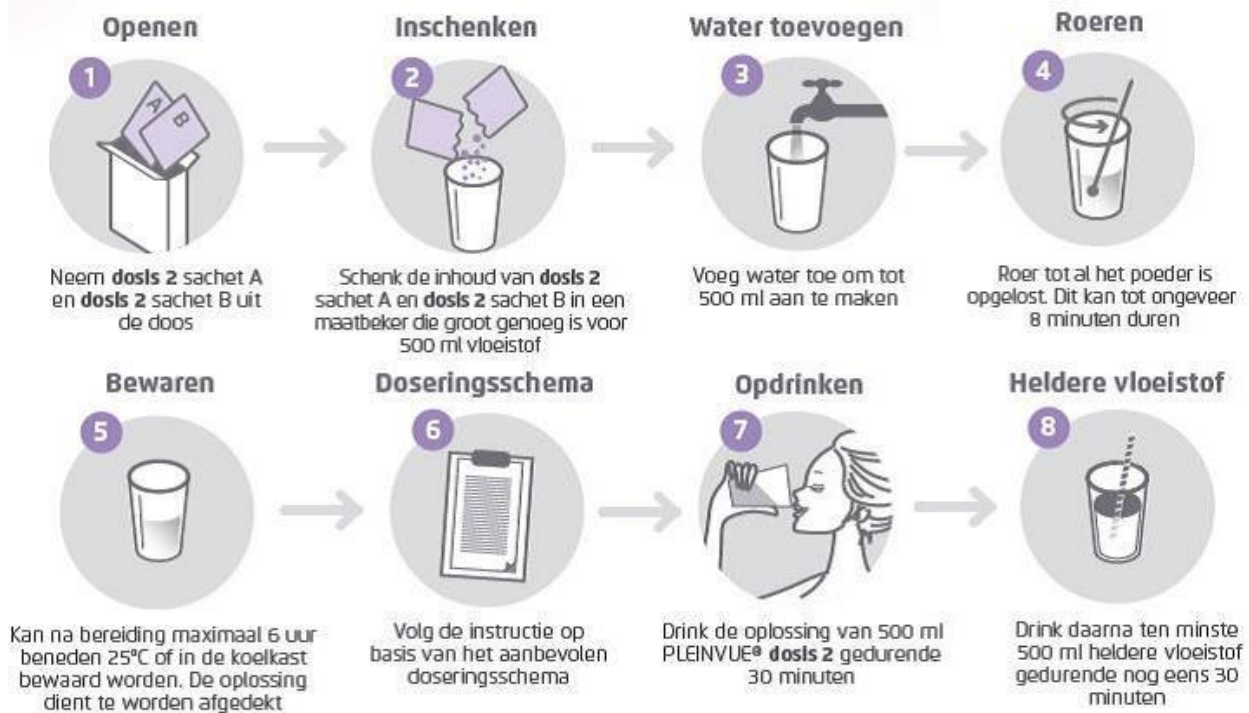 Openen
1
A
B
Neem dosis 2 sachet A
en dosis 2 sachet B uit
de doos
Inschenken
2
Schenk de inhoud van dosis 2
sachet A en dosis 2 sachet B in een
maatbeker die groot genoeg is voor
500 ml vloeistof
Water toevoegen
3
Voeg water toe om tot
500 ml aan te maken
Roeren
4
Roer tot al het poeder is
opgelost. Dit kan tot ongeveer
8 minuten duren
Bewaren
5
Kan na bereiding maximaal 6 uur
beneden 25°C of in de koelkast
bewaard worden. De oplossing
dient te worden afgedekt
Doseringsschema
6
Volg de instructie op
basis van het aanbevolen
doseringsschema
Opdrinken
7
Drink de oplossing van 500 ml
PLEINVUE® dosis 2 gedurende
30 minuten
Heldere vloeistof
8
Drink daarna ten minste
500 ml heldere vloeistof
gedurende nog eens 30
minuten